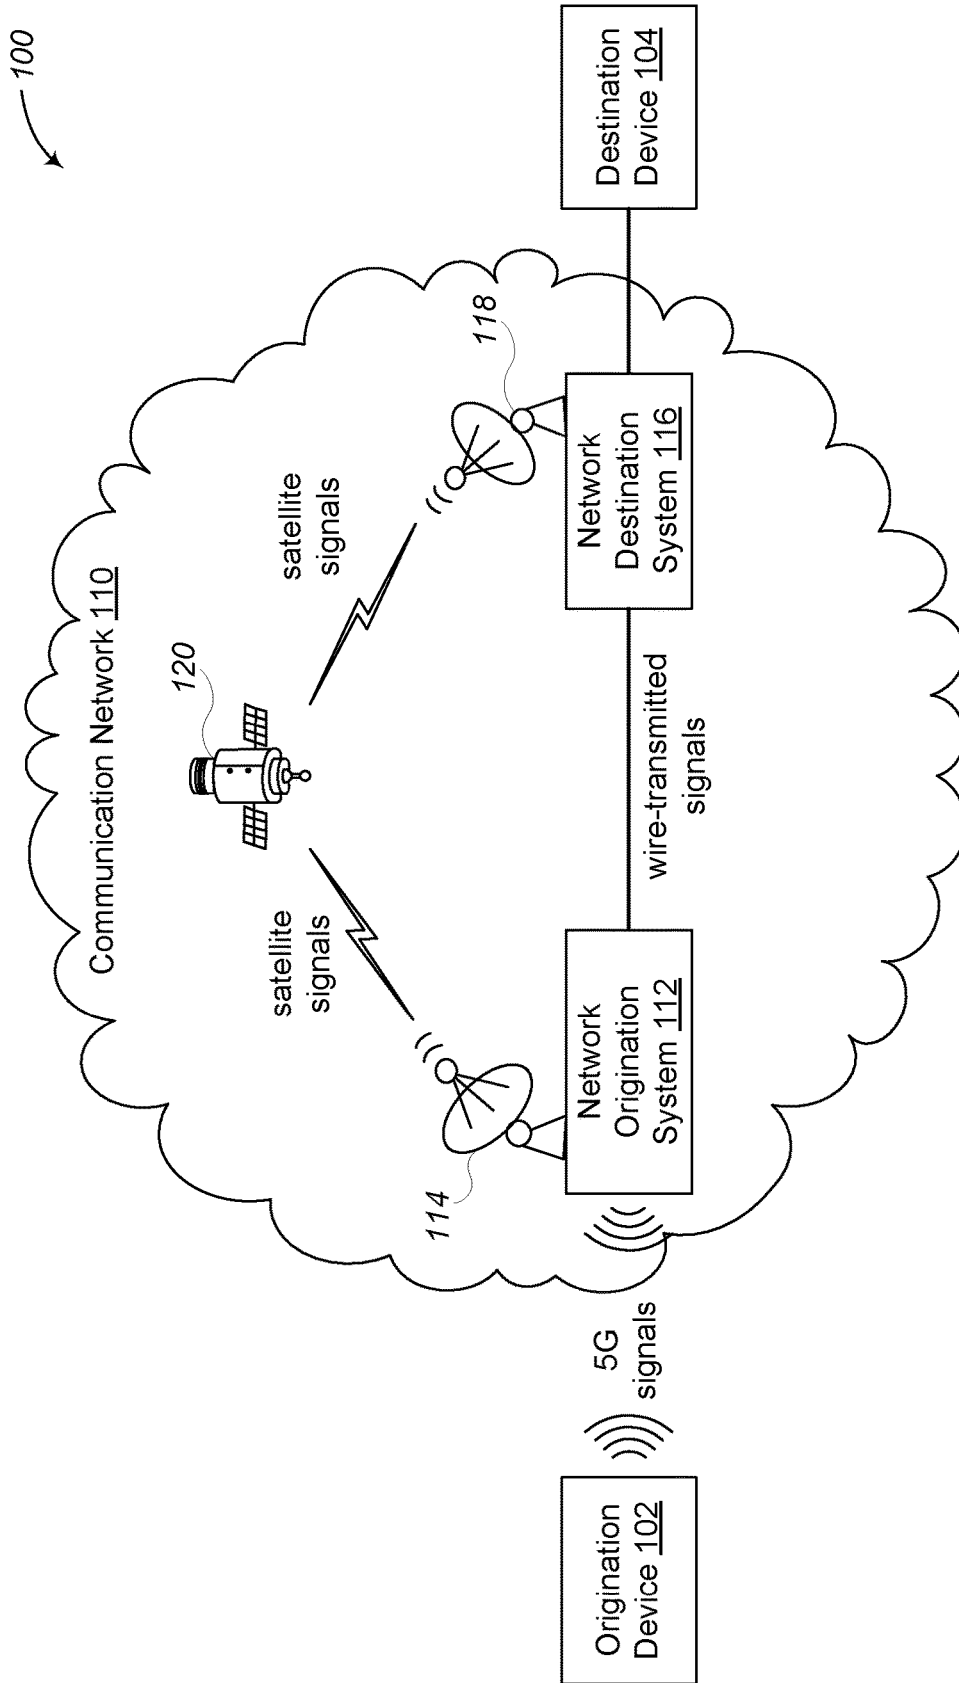 100
Communication Network 110
120
satellite
signals
satellite
signals
114
118
Origination
Device 102
5G
signals
Network
Origination
System 112
wire-transmitted
signals
Network
Destination
System 116
Destination
Device 104